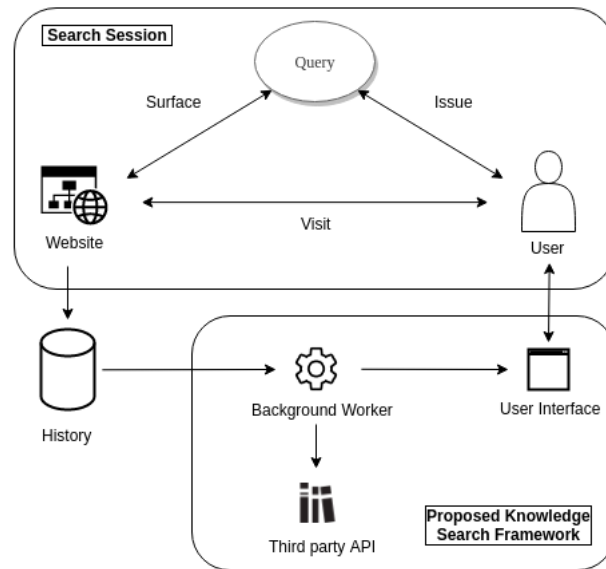 Search Session
Query
Surface
Issue
Visit
Website
User
History
Background Worker
User Interface
Third party API
Proposed Knowledge
Search Framework